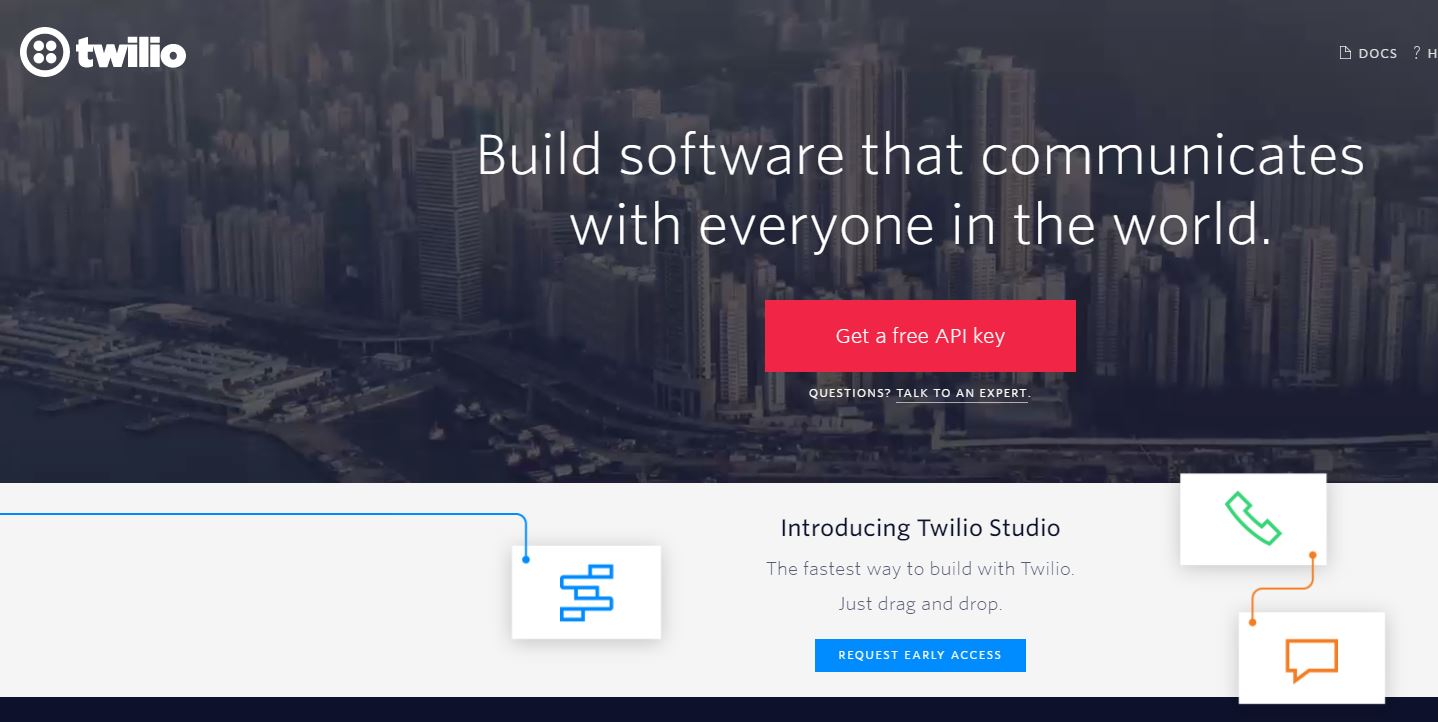 twilio
DOCS ? H
Build software that communicates
with everyone in the world.
Get a free API key
QUESTIONS? TALK TO AN EXPERT.
Introducing Twilio Studio
The fastest way to build with Twilio.
Just drag and drop.
REQUEST EARLY ACCESS